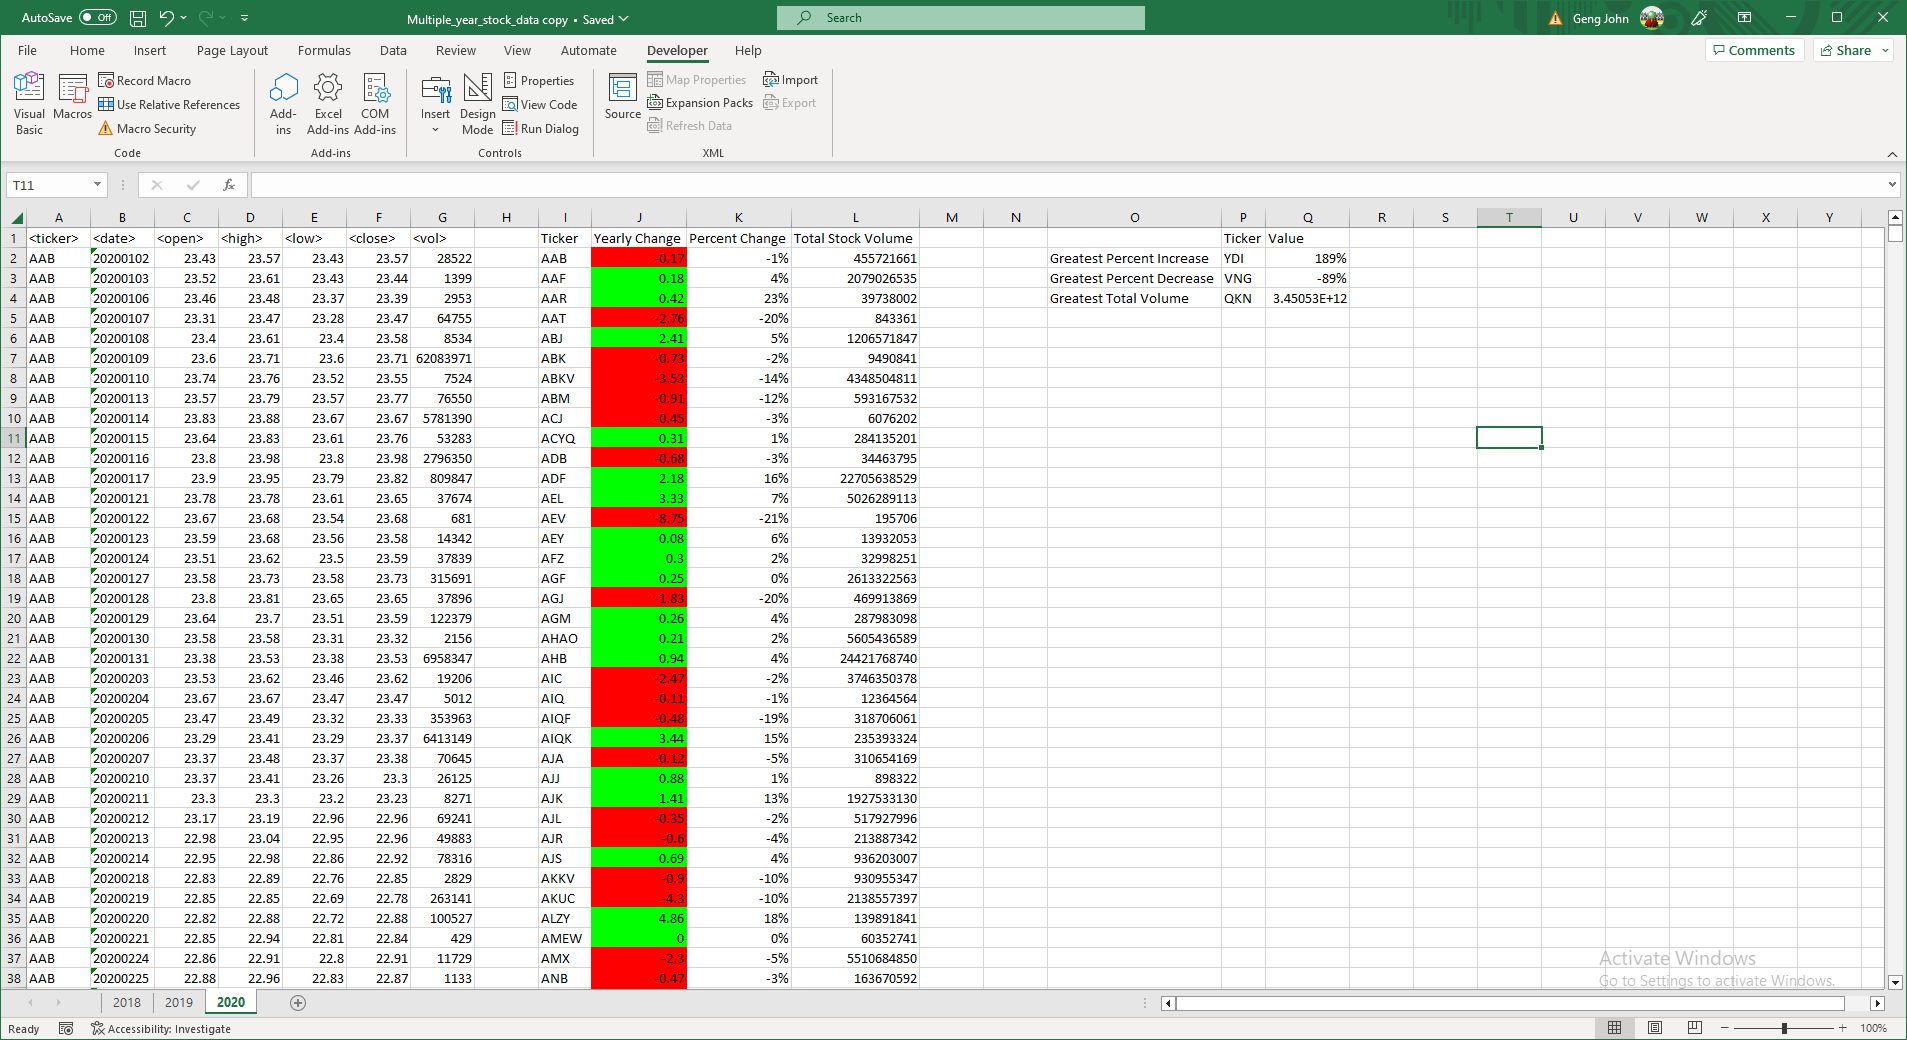 AutoSave Off Multiple_year_stock_data copy • Saved Search Geng John
File Home Insert Page Layout Formulas Data Review View Automate Developer Help Comments Share
Visual Basic
Macros
Record Macro
Use Relative References
Macro Security
Code
Add-ins
Excel Add-ins
COM Add-ins
Add-ins
Insert
Design Mode
Properties
View Code
Run Dialog
Controls
Source
Map Properties
Expansion Packs
Refresh Data
Import
Export
XML
T11 fx
A B C D E F G H I J K L M N O P Q R S T U V W X Y
1 <ticker> <date> <open> <high> <low> <close> <vol> Ticker Yearly Change Percent Change Total Stock Volume Ticker Value
2 AAB 20200102 23.43 23.57 23.43 23.57 28522 AAB -0.17 -1% 455721661 Greatest Percent Increase YDI 189%
3 AAB 20200103 23.52 23.61 23.43 23.44 1399 AAF 0.18 4% 2079026535 Greatest Percent Decrease VNG -89%
4 AAB 20200106 23.46 23.48 23.37 23.39 2953 AAR 0.42 23% 39738002 Greatest Total Volume QKN 3.45053E+12
5 AAB 20200107 23.31 23.47 23.28 23.47 64755 AAT -2.76 -20% 843361
6 AAB 20200108 23.4 23.61 23.4 23.58 8534 ABJ 2.41 5% 1206571847
7 AAB 20200109 23.6 23.71 23.6 23.71 62083971 ABK -0.73 -2% 9490841
8 AAB 20200110 23.74 23.76 23.52 23.55 7524 ABKV -3.53 -14% 4348504811
9 AAB 20200113 23.57 23.79 23.57 23.77 76550 ABM -0.91 -12% 593167532
10 AAB 20200114 23.83 23.88 23.67 23.67 5781390 ACJ -0.45 -3% 6076202
11 AAB 20200115 23.64 23.83 23.61 23.76 53283 ACYQ 0.31 1% 284135201
12 AAB 20200116 23.8 23.98 23.8 23.98 2796350 ADB -0.68 -3% 34463795
13 AAB 20200117 23.9 23.95 23.79 23.82 809847 ADF 2.18 16% 22705638529
14 AAB 20200121 23.78 23.78 23.61 23.65 37674 AEL 3.33 7% 5026289113
15 AAB 20200122 23.67 23.68 23.54 23.68 681 AEV -8.75 -21% 195706
16 AAB 20200123 23.59 23.68 23.56 23.58 14342 AEY 0.08 6% 13932053
17 AAB 20200124 23.51 23.62 23.5 23.59 37839 AFZ 0.3 2% 32998251
18 AAB 20200127 23.58 23.73 23.58 23.73 315691 AGF 0.25 0% 2613322563
19 AAB 20200128 23.8 23.81 23.65 23.65 37896 AGJ -1.83 -20% 469913869
20 AAB 20200129 23.64 23.7 23.51 23.59 122379 AGM 0.26 4% 287983098
21 AAB 20200130 23.58 23.58 23.31 23.32 2156 AHAO 0.21 2% 5605436589
22 AAB 20200131 23.38 23.53 23.38 23.53 6958347 AHB 0.94 4% 24421768740
23 AAB 20200203 23.53 23.62 23.46 23.62 19206 AIC -2.47 -2% 3746350378
24 AAB 20200204 23.67 23.67 23.47 23.47 5012 AIQ -0.11 -1% 12364564
25 AAB 20200205 23.47 23.49 23.32 23.33 353963 AIQF -0.48 -19% 318706061
26 AAB 20200206 23.29 23.41 23.29 23.37 6413149 AIQK 3.44 15% 235393324
27 AAB 20200207 23.37 23.48 23.37 23.38 70645 AJA -0.12 -5% 310654169
28 AAB 20200210 23.37 23.41 23.26 23.3 26125 AJJ 0.88 1% 898322
29 AAB 20200211 23.3 23.3 23.2 23.23 8271 AJK 1.41 13% 1927533130
30 AAB 20200212 23.17 23.19 22.96 22.96 69241 AJL -0.35 -2% 517927996
31 AAB 20200213 22.98 23.04 22.95 22.96 49883 AJR -0.6 -4% 213887342
32 AAB 20200214 22.95 22.98 22.86 22.92 78316 AJS 0.69 4% 936203007
33 AAB 20200218 22.83 22.89 22.76 22.85 2829 AKKV -0.9 -10% 930955347
34 AAB 20200219 22.85 22.85 22.69 22.78 263141 AKUC -4.3 -10% 2138557397
35 AAB 20200220 22.82 22.88 22.72 22.88 100527 ALZY 4.86 18% 139891841
36 AAB 20200221 22.85 22.94 22.81 22.84 429 AMEW 0 0% 60352741
37 AAB 20200224 22.86 22.91 22.8 22.91 11729 AMX -2.3 -5% 5510684850
38 AAB 20200225 22.88 22.96 22.83 22.87 1133 ANB -0.47 -3% 163670592
Activate Windows
Go to Settings to activate Windows.
2018 2019 2020
Ready Accessibility: Investigate 100%